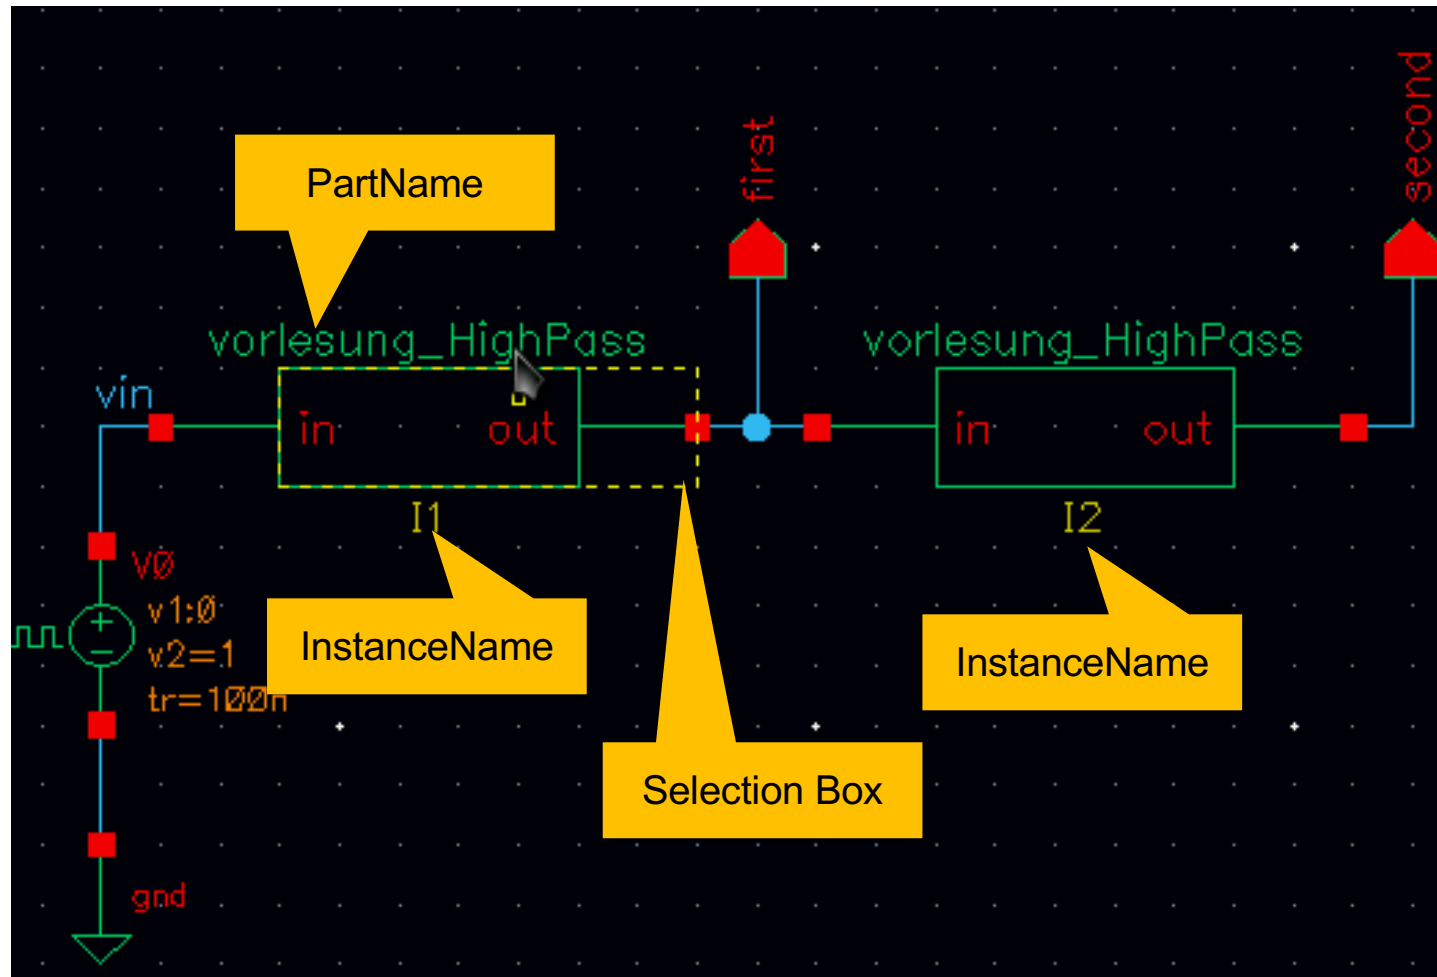 second
first
PartName
vorlesung_HighPass
vorlesung_HighPass
vin
in
out
in
out
I1
I2
V0
v1:0
v2=1
tr=100n
InstanceName
InstanceName
Selection Box
gnd